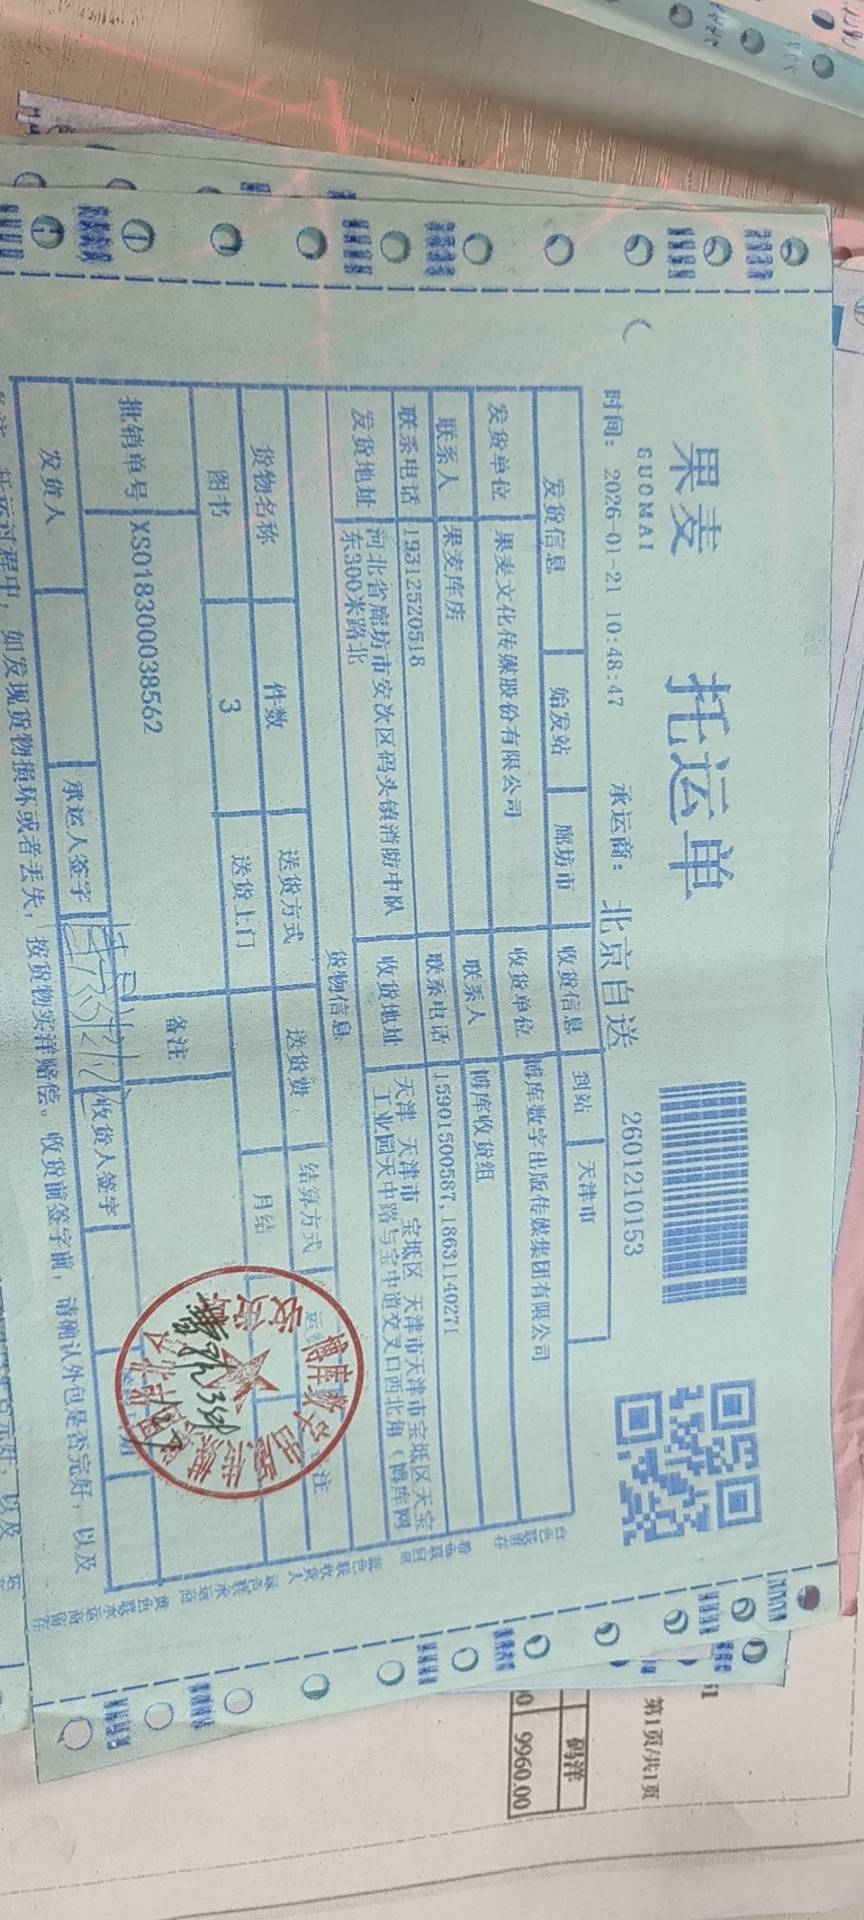 果麦
GUOMAI
托运单
2601210153
时间: 2026-01-21 10:48:47 承运商: 北京自送
发货信息 始发站 廊坊市 收货信息 到站 天津市
发货单位 果麦文化传媒股份有限公司 收货单位 博库数字出版传媒集团有限公司
联系人 果麦库房 联系人 博库收货组
联系电话 19312520518 联系电话 15901500587,18631140271
发货地址 河北省廊坊市安次区码头镇消防中队东300米路北 收货地址 天津 天津市 宝坻区 天津市天津市宝坻区天宝工业园天中路与宝中道交叉口西北角(博库网
货物信息
货物名称 件数 送货方式 送货费 结算方式 注
图书 3 送货上门 月结
批销单号 XS018300038562 备注
发货人 承运人签字 收货人签字
托运过程中, 如发现货物损坏或者丢失, 按货物实洋赔偿。收货前签字前, 请确认外包是否完好, 以及
第1页/共1页
码洋
9960.00